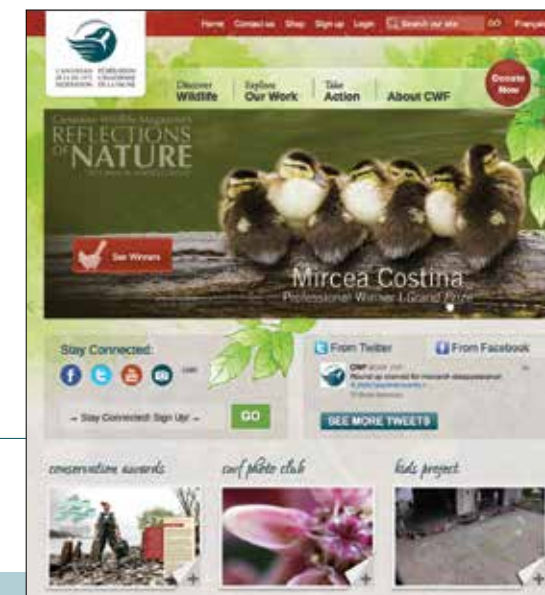 Home Contact us Shop Sign up Login Search our site GO Français
CANADIAN WILDLIFE FEDERATION
FÉDÉRATION CANADIENNE DE LA FAUNE
Discover Wildlife
Explore Our Work
Take Action
About CWF
Donate Now
Canadian Wildlife Magazine's
REFLECTIONS
OF NATURE
See Winners
Mircea Costina
Professional Winner | Grand Prize
Stay Connected:
From Twitter
From Facebook
CWF
→ Stay Connected! Sign Up! →
GO
SEE MORE TWEETS
conservation awards
cwf photo club
kids project